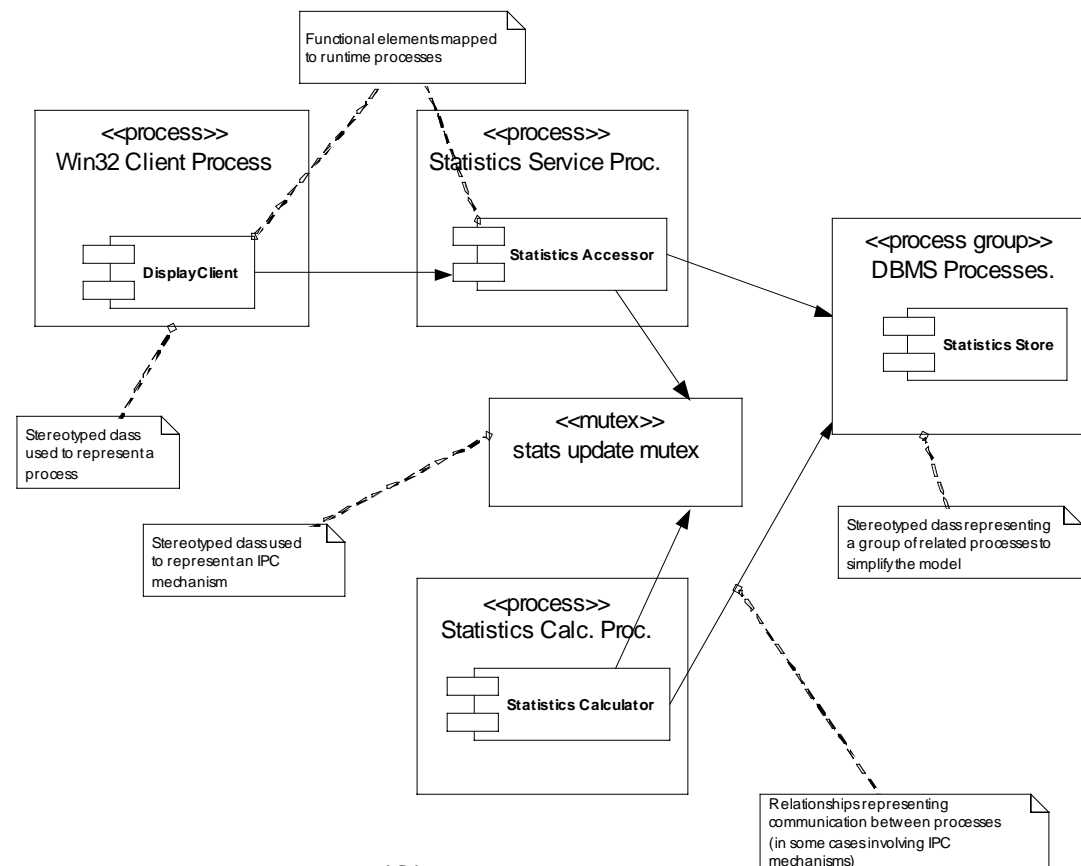 Functional elements mapped
to runtime processes
<<process>>
Win32 Client Process
<<process>>
Statistics Service Proc.
<<process group>>
DBMS Processes.
DisplayClient
Statistics Accessor
Statistics Store
Stereotyped class
used to represent a
process
<<mutex>>
stats update mutex
Stereotyped class used
to represent an IPC
mechanism
Stereotyped class representing
a group of related processes to
simplify the model
<<process>>
Statistics Calc. Proc.
Statistics Calculator
Relationships representing
communication between processes
(in some cases involving IPC
mechanisms)